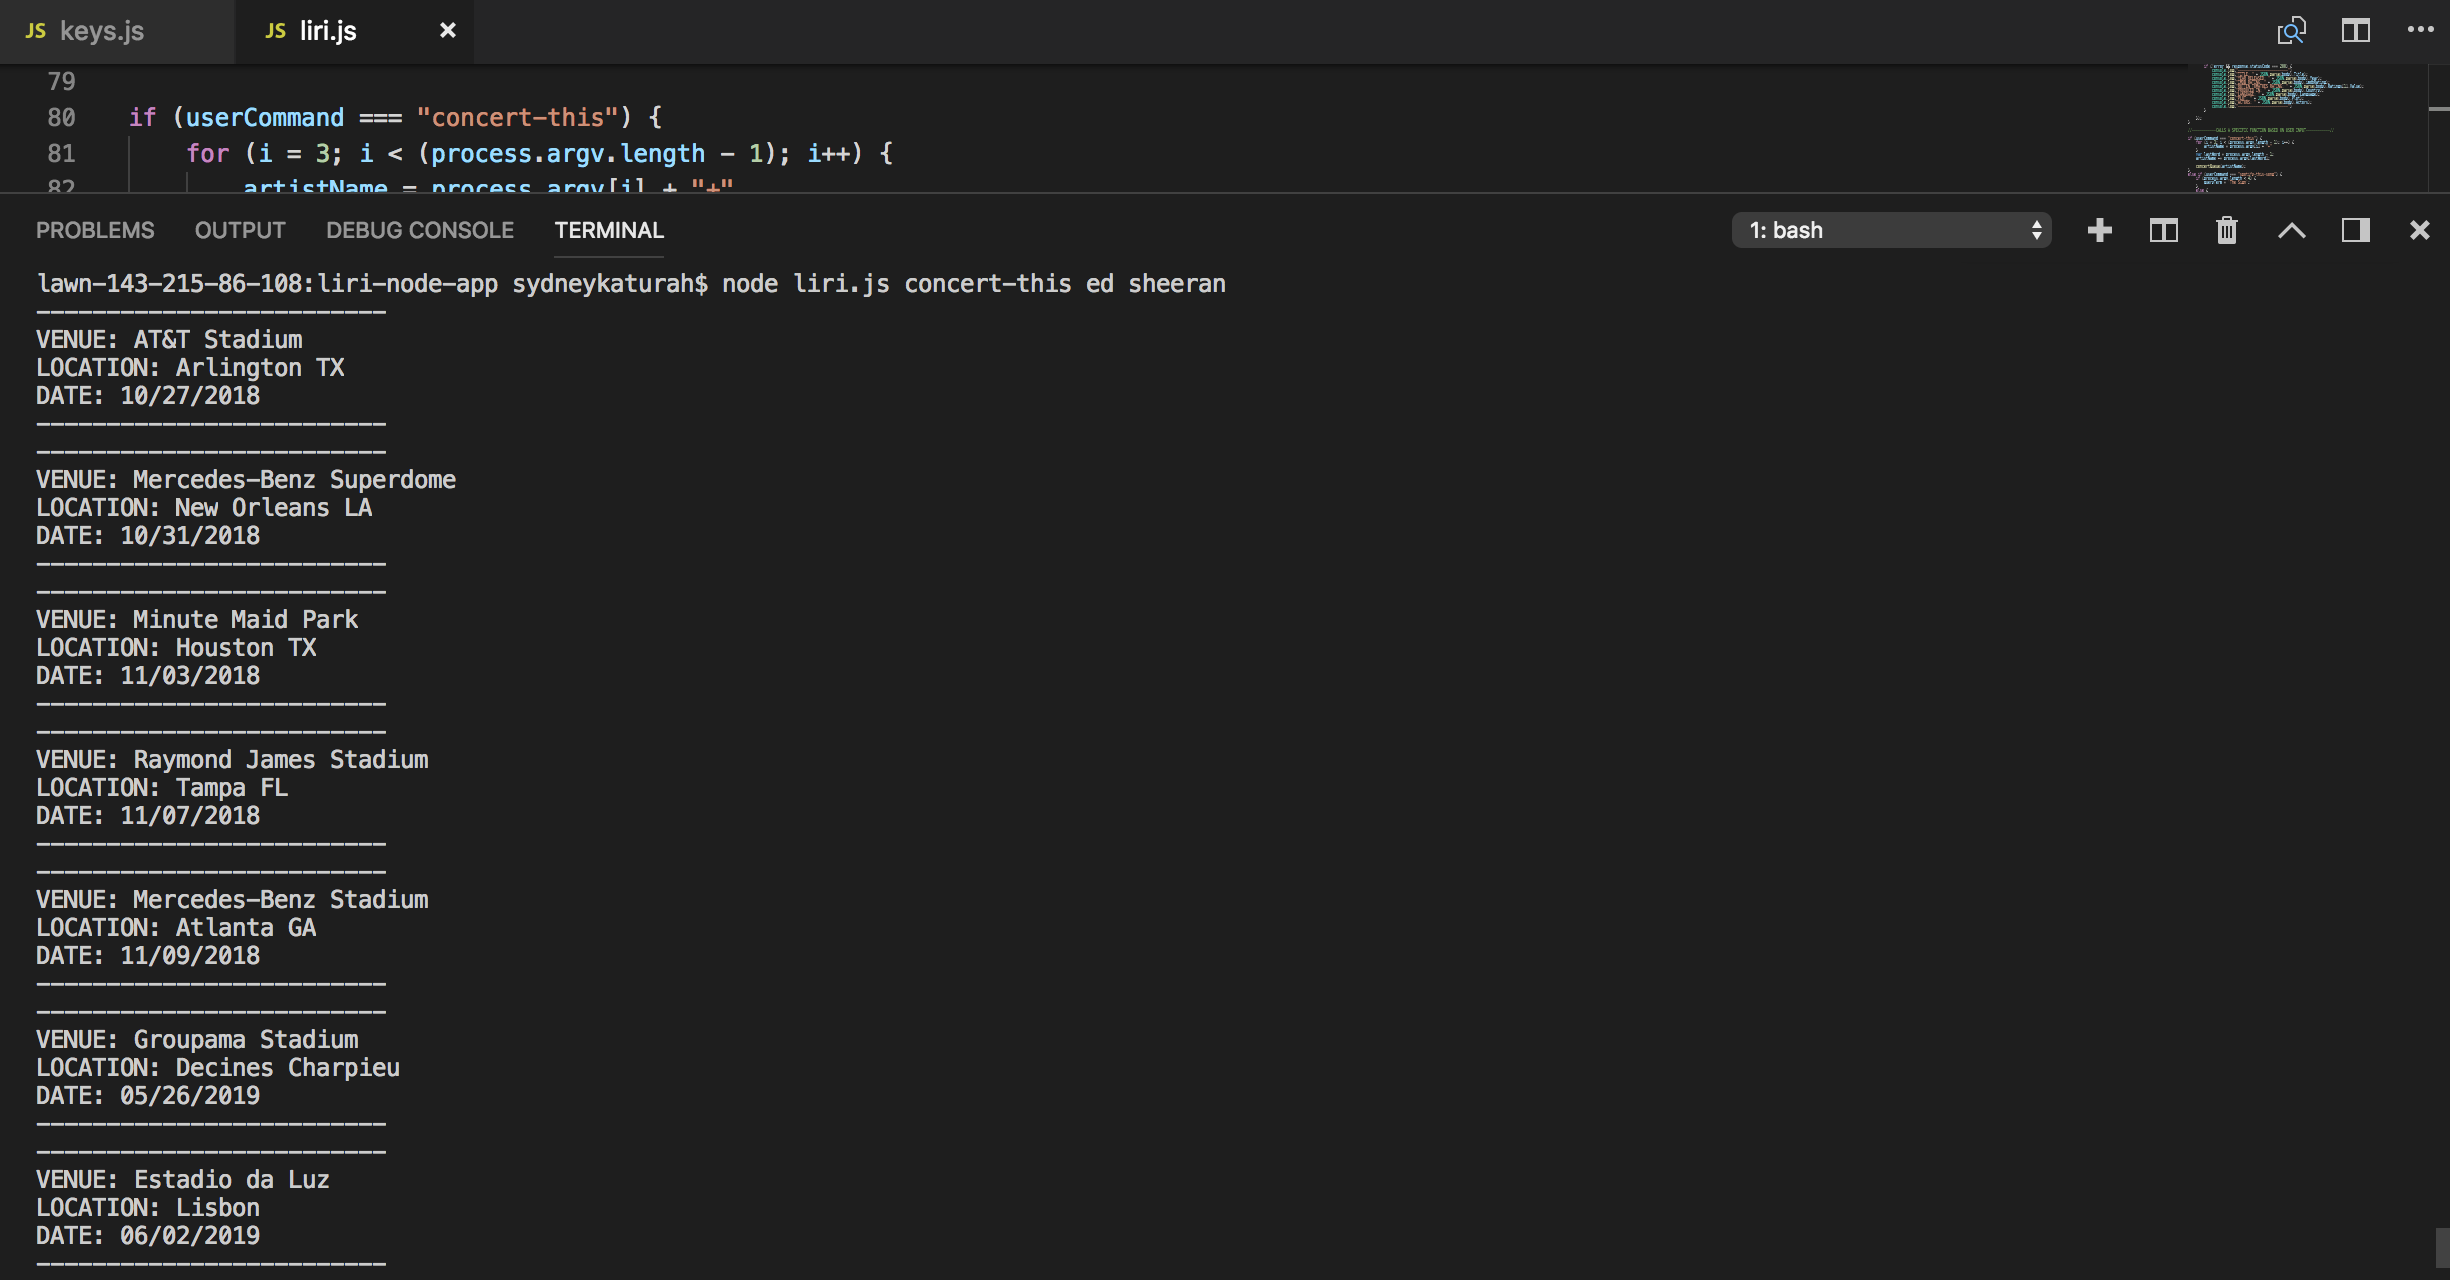 JS keys.js JS liri.js
79
80 if (userCommand === "concert-this") {
81 for (i = 3; i < (process.argv.length - 1); i++) {
82 artistName = process.argv[i] + "+"
PROBLEMS OUTPUT DEBUG CONSOLE TERMINAL 1: bash
lawn-143-215-86-108:liri-node-app sydneykaturah$ node liri.js concert-this ed sheeran
-------------------------
VENUE: AT&T Stadium
LOCATION: Arlington TX
DATE: 10/27/2018
-------------------------
-------------------------
VENUE: Mercedes-Benz Superdome
LOCATION: New Orleans LA
DATE: 10/31/2018
-------------------------
-------------------------
VENUE: Minute Maid Park
LOCATION: Houston TX
DATE: 11/03/2018
-------------------------
-------------------------
VENUE: Raymond James Stadium
LOCATION: Tampa FL
DATE: 11/07/2018
-------------------------
-------------------------
VENUE: Mercedes-Benz Stadium
LOCATION: Atlanta GA
DATE: 11/09/2018
-------------------------
-------------------------
VENUE: Groupama Stadium
LOCATION: Decines Charpieu
DATE: 05/26/2019
-------------------------
-------------------------
VENUE: Estadio da Luz
LOCATION: Lisbon
DATE: 06/02/2019
-------------------------